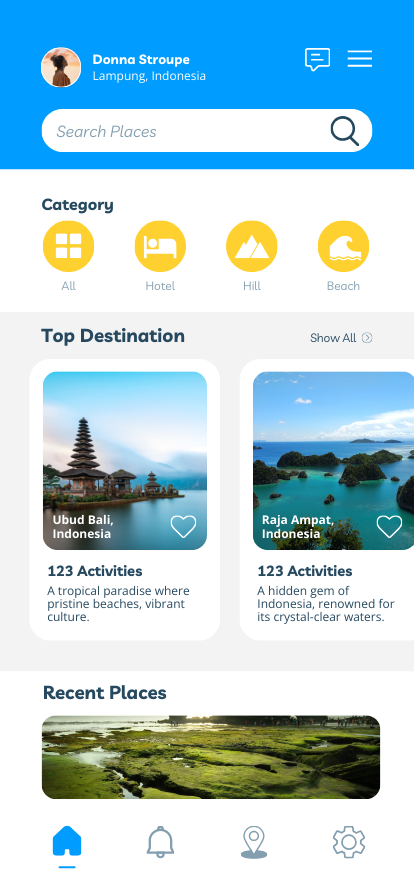 Donna Stroupe
Lampung, Indonesia
Search Places
Category
All
Hotel
Hill
Beach
Top Destination
Show All
Ubud Bali,
Indonesia
123 Activities
A tropical paradise where
pristine beaches, vibrant
culture.
Raja Ampat,
Indonesia
123 Activities
A hidden gem of
Indonesia, renowned for
its crystal-clear waters.
Recent Places